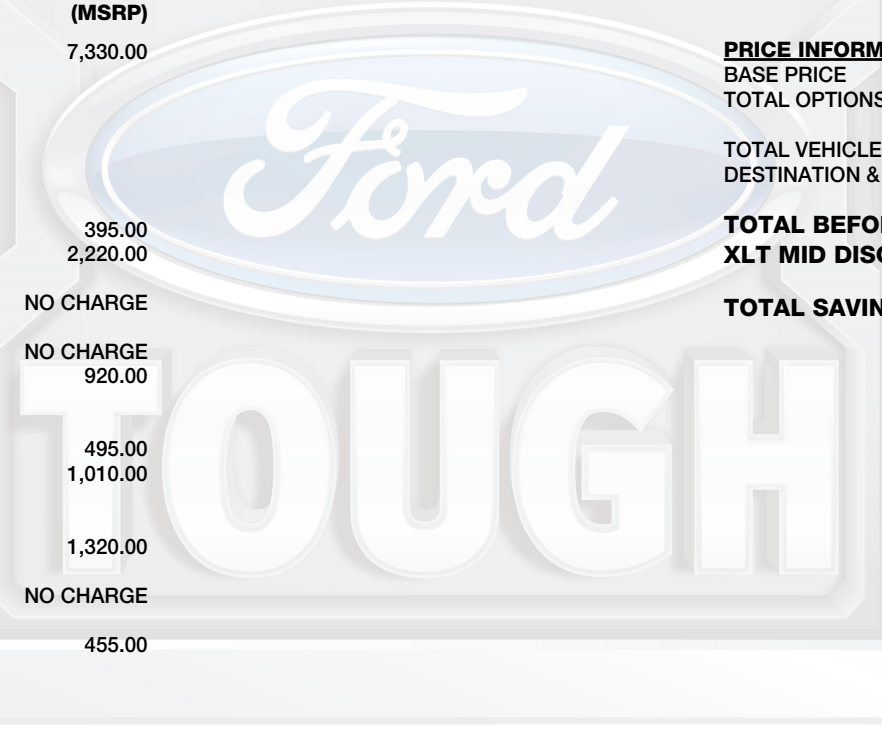 (MSRP)
7,330.00
395.00
2,220.00
NO CHARGE
NO CHARGE
920.00
495.00
1,010.00
1,320.00
NO CHARGE
455.00
PRICE INFORM
BASE PRICE
TOTAL OPTIONS
TOTAL VEHICLE
DESTINATION &
TOTAL BEFO
XLT MID DISC
TOTAL SAVIN
Ford
TOUGH